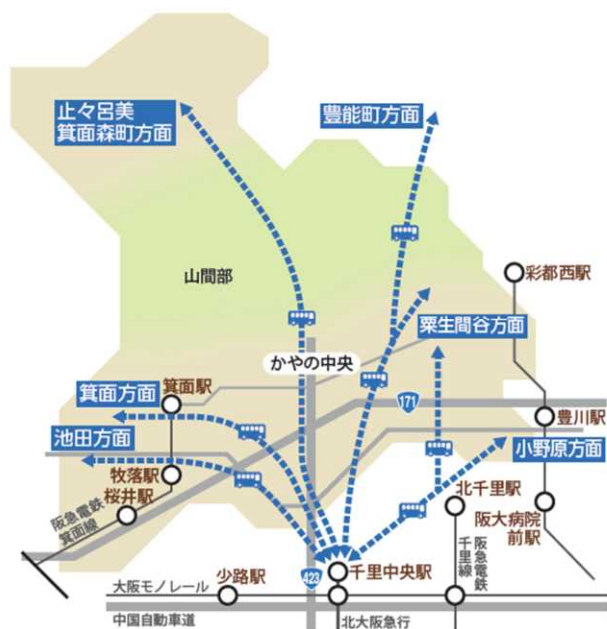 止々呂美
箕面森町方面
豊能町方面
山間部
彩都西駅
粟生間谷方面
かやの中央
箕面方面
箕面駅
171
池田方面
豊川駅
小野原方面
牧落駅
桜井駅
北千里駅
阪大病院
前駅
阪急電鉄
箕面線
阪急電鉄
千里線
423
千里中央駅
少路駅
大阪モノレール
中国自動車道
北大阪急行